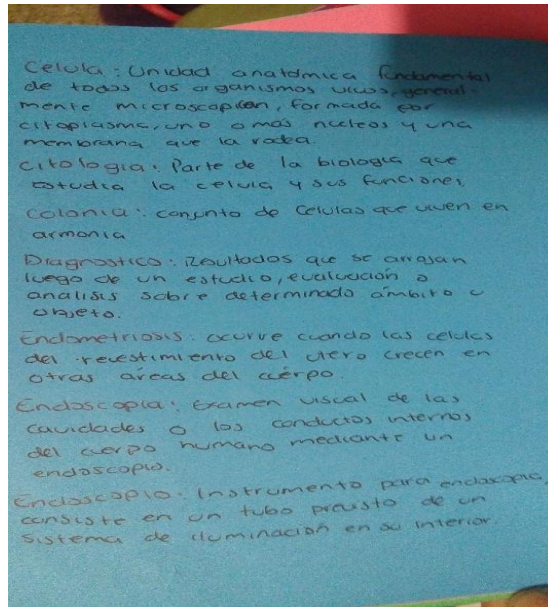 Celula: Unidad anatómica fundamental
de todos los organismos vivos, general-
mente microscopica, formada por
citoplasma, uno o mas nucleos y una
membrana que la rodea.
Citologia: Parte de la biologia que
estudia la celula y sus funciones
Colonia: conjunto de celulas que viven en
armonia
Diagnostico: Resultados que se arrojan
luego de un estudio, evaluación o
analisis sobre determinado ámbito u
objeto.
Endometriosis: ocurre cuando las celulas
del revestimiento del utero crecen en
otras áreas del cuérpo.
Endoscopia: Examen visual de las
cavidades o los conductos internos
del cuerpo humano mediante un
endoscopio.
Endoscopio: Instrumento para endoscopia,
consiste en un tubo provisto de un
sistema de iluminación en su interior.